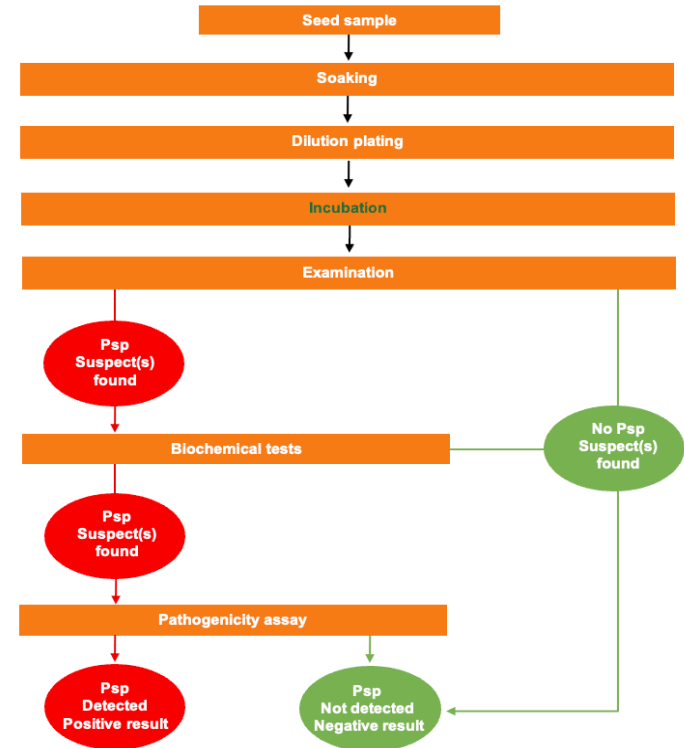 Seed sample
Soaking
Dilution plating
Incubation
Examination
Psp
Suspect(s)
found
No Psp
Suspect(s)
found
Biochemical tests
Psp
Suspect(s)
found
Pathogenicity assay
Psp
Detected
Positive result
Psp
Not detected
Negative result